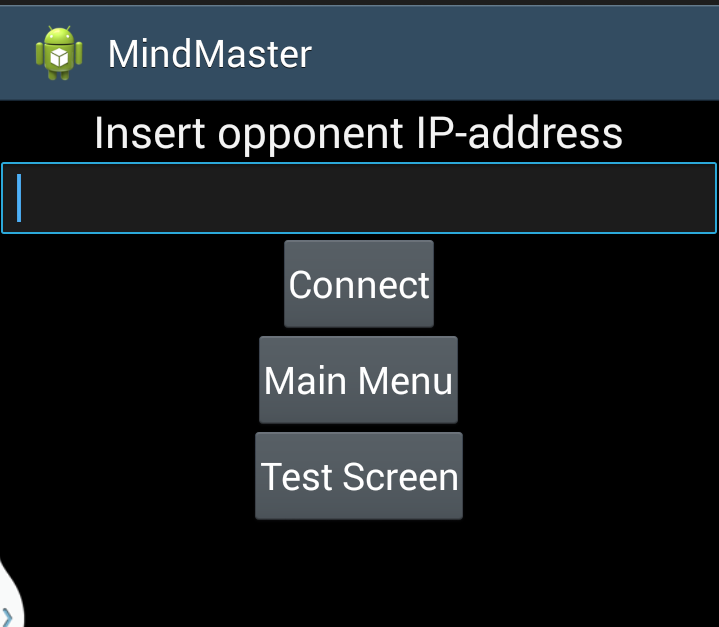 MindMaster
Insert opponent IP-address
Connect
Main Menu
Test Screen